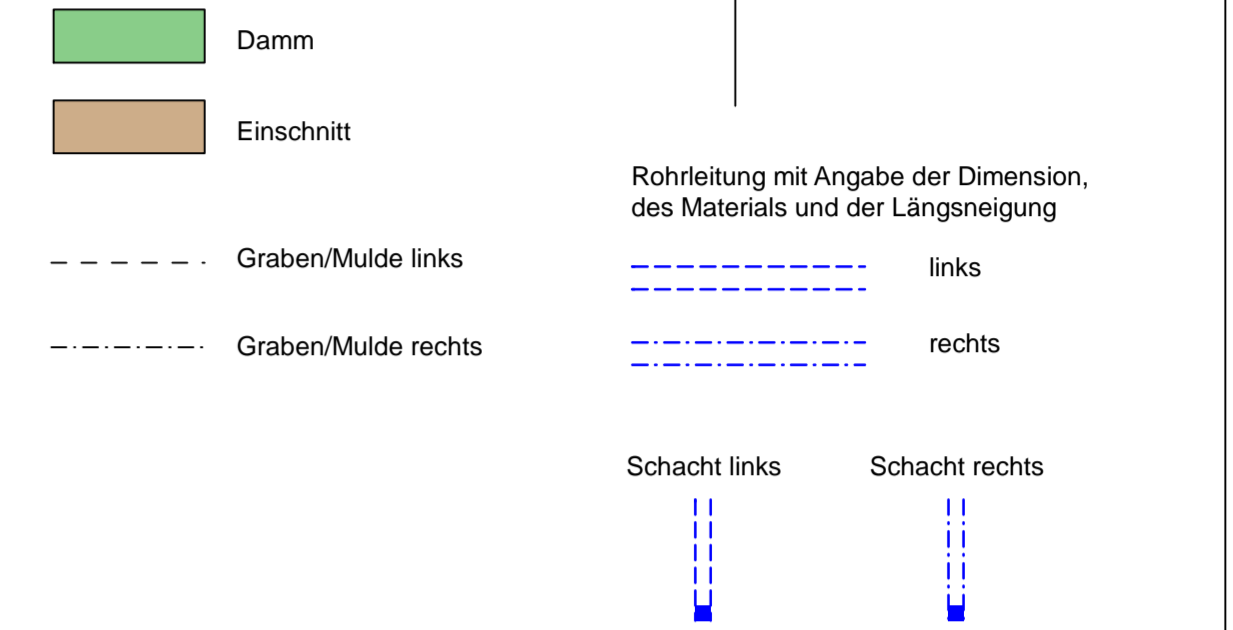 Damm
Einschnitt
Graben/Mulde links
Graben/Mulde rechts
Rohrleitung mit Angabe der Dimension,
des Materials und der Längsneigung
links
rechts
Schacht links
Schacht rechts